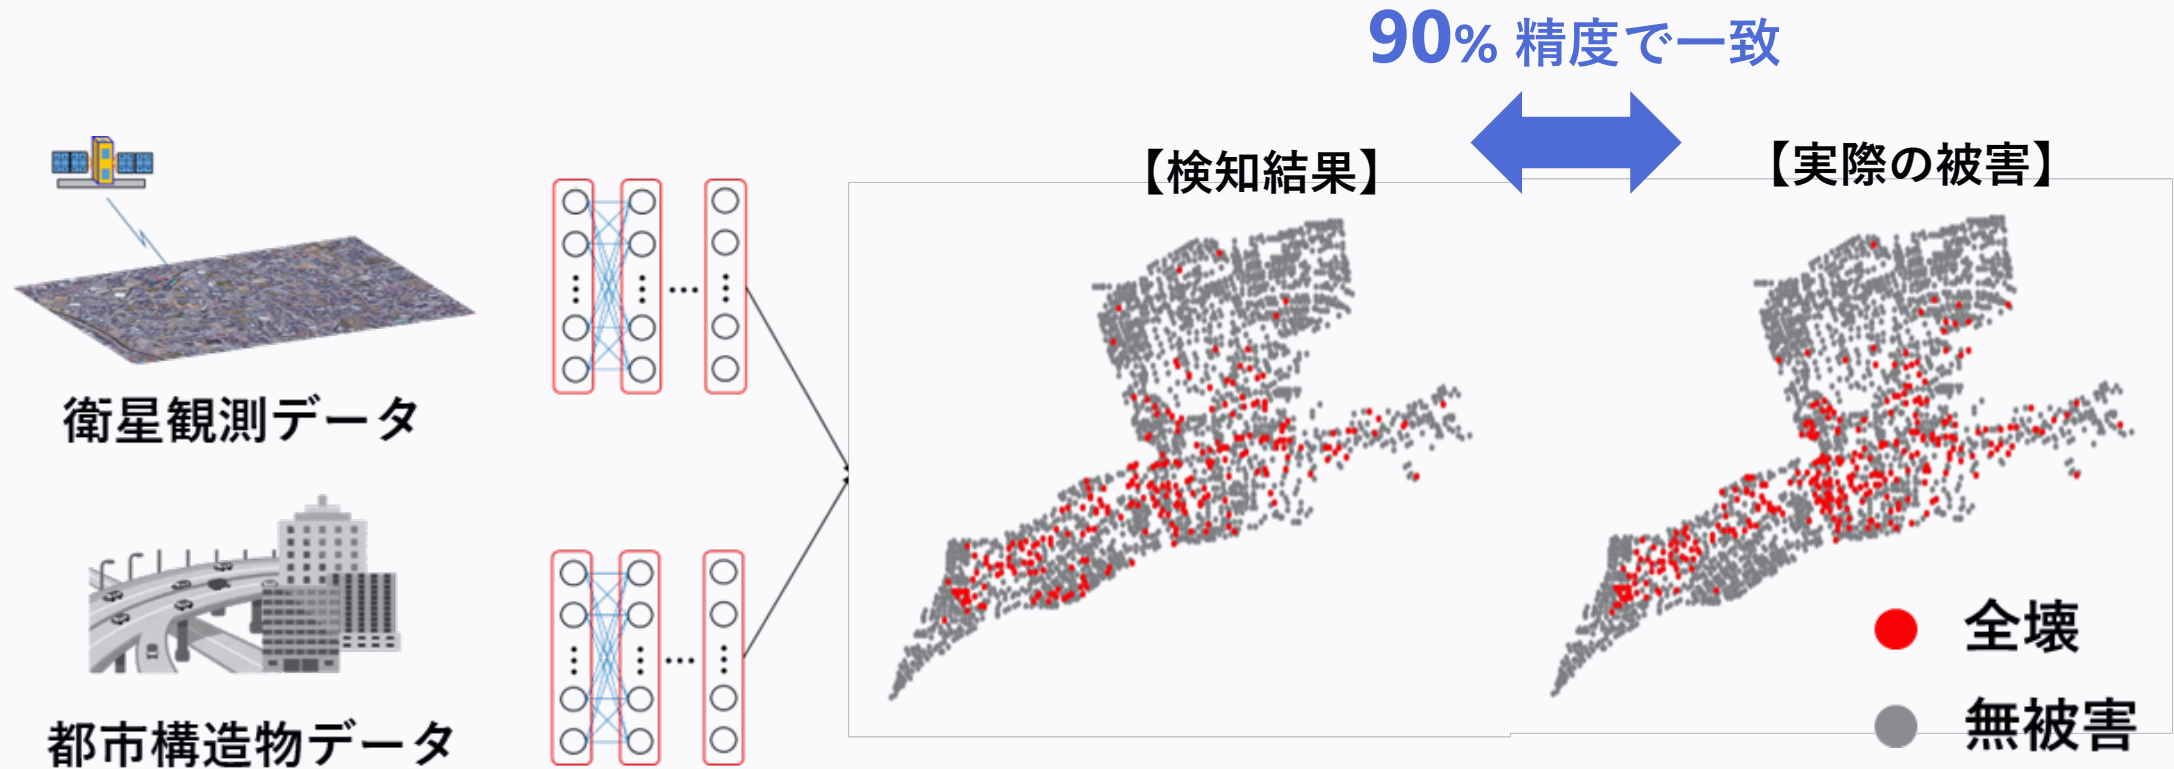 90% 精度で一致
【検知結果】
【実際の被害】
衛星観測データ
都市構造物データ
全壊
無被害